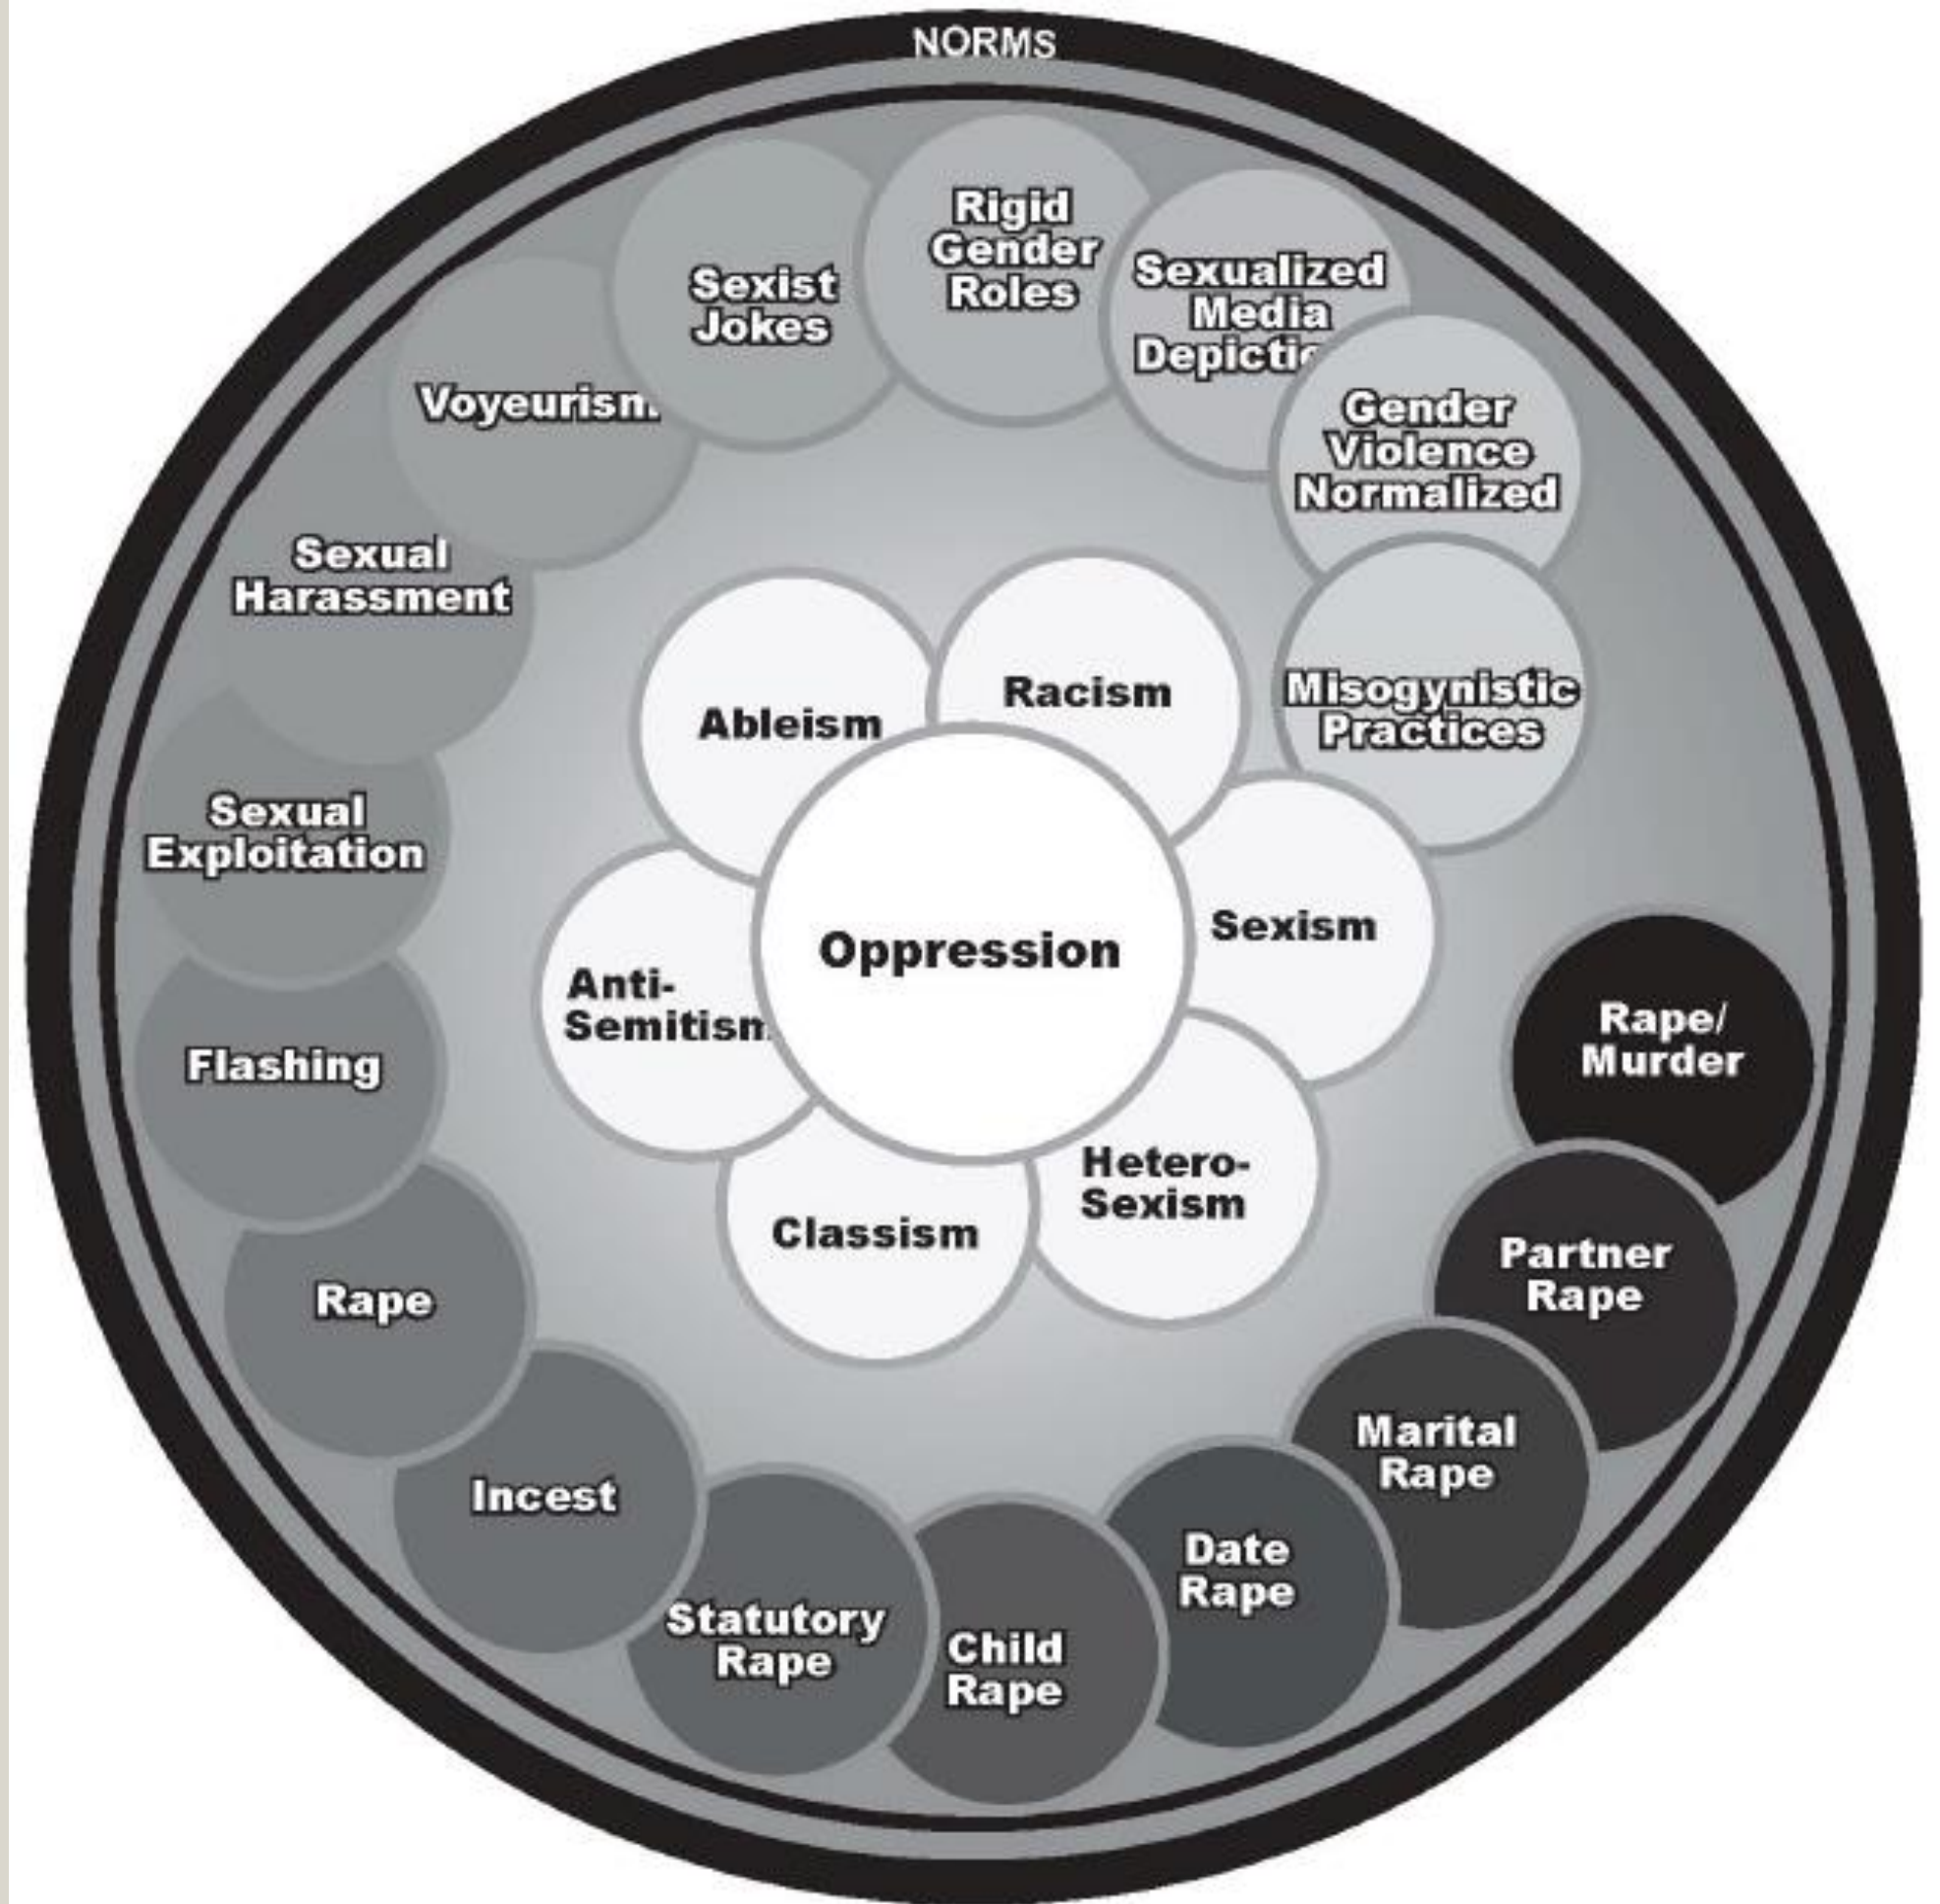 NORMS
Rigid
Gender
Roles
Sexualized
Media
Gender
Violence
Normalized
Misogynistic
Practices
Sexist
Jokes
Sexual
Harassment
Sexual
Exploitation
Flashing
Rape
Incest
Statutory
Rape
Child
Rape
Date
Rape
Marital
Rape
Partner
Rape
Rape/
Murder
Ableism
Racism
Sexism
Hetero-
Sexism
Classism
Anti-
Oppression